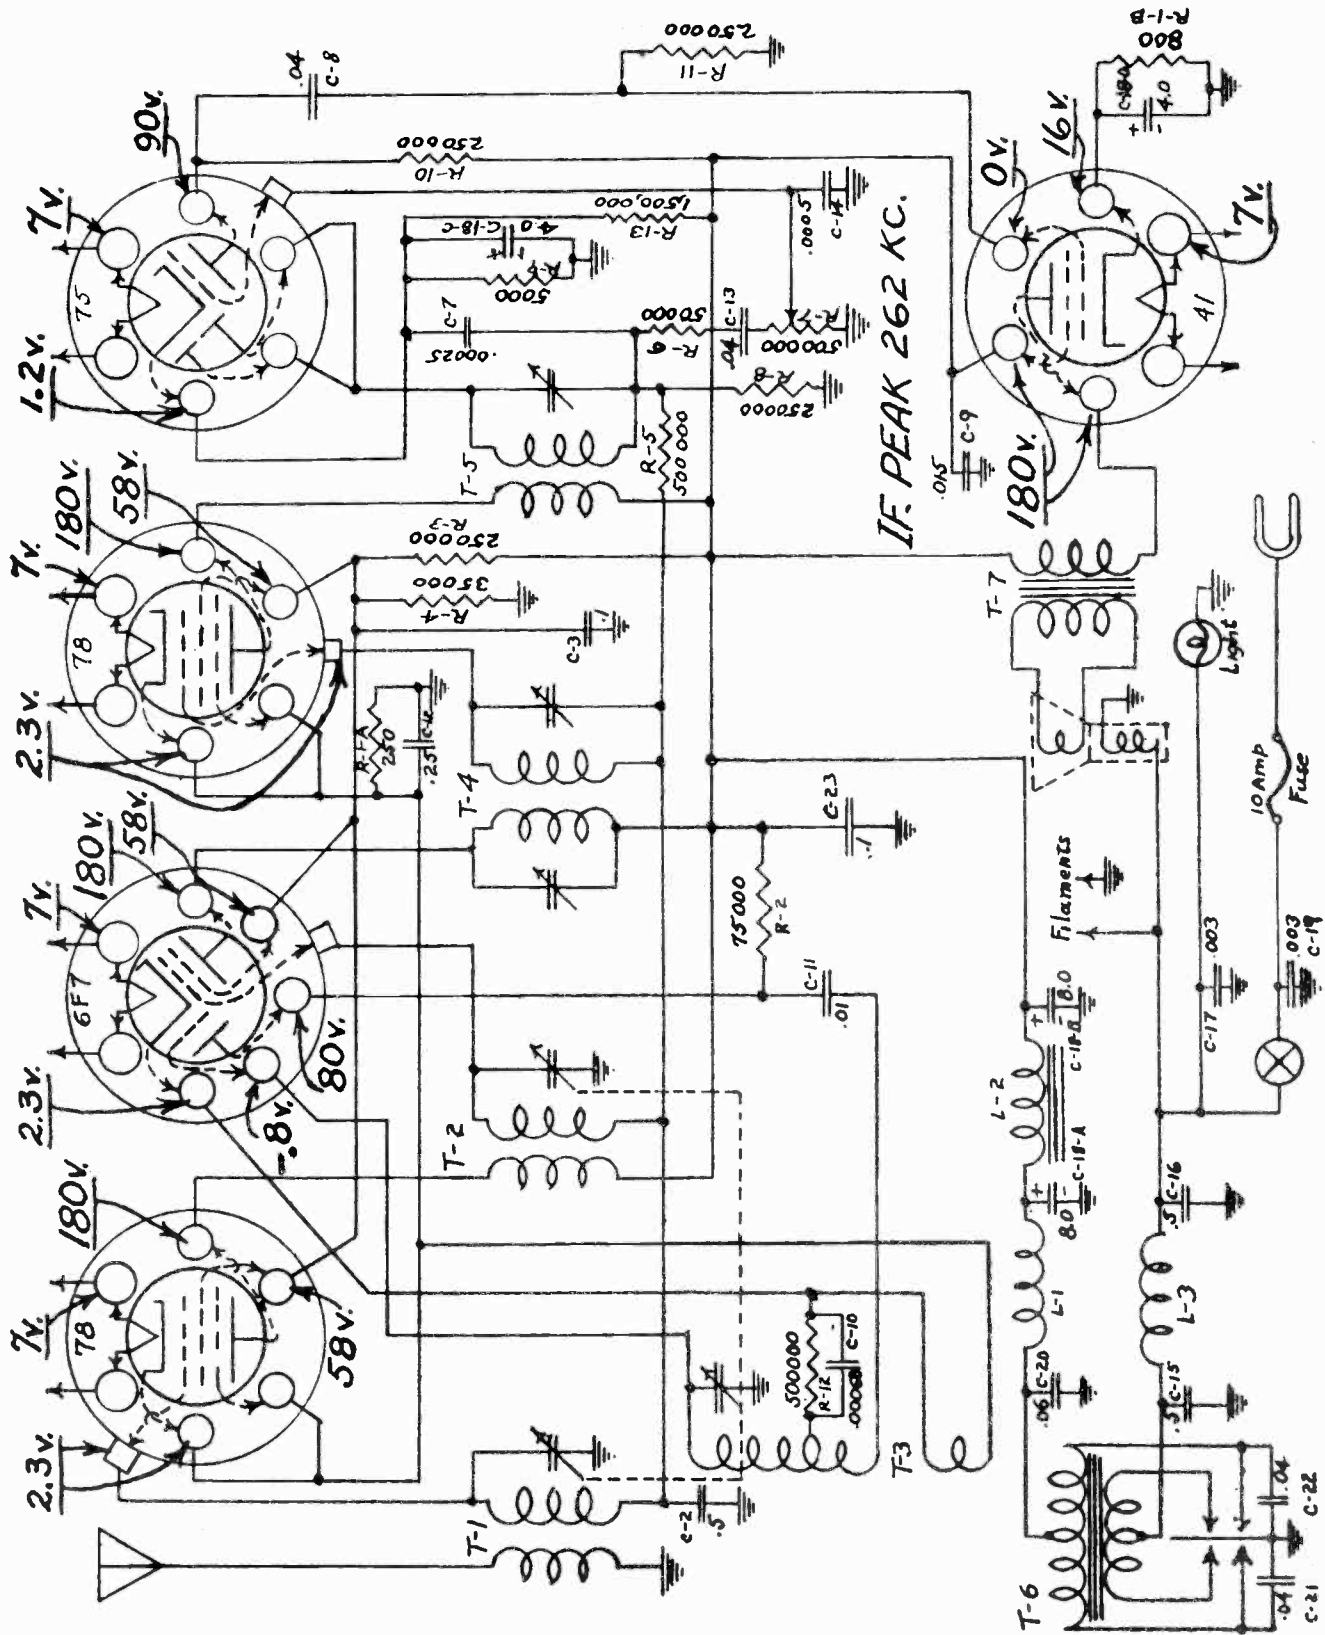 .04
C-8
250000
R-11
90v.
7v.
75
1.2v.
250000
R-10
1,500,000
R-13
C-18-C
4.0
5000
C-7
.00025
50000
R-6
C-13
.04
500000
R-7
.0005
C-14
250000
R-8
R-5
500000
T-5
I.F. PEAK 262 KC.
800
R-1-B
4.0
16v.
0v.
7v.
41
180v.
C-9
.015
7v.
180v.
58v.
78
2.3v.
250000
R-3
35000
R-4
C-3
.1
R-1-A
250
.25
T-4
T-7
Light
10 Amp
Fuse
7v.
180v.
58v.
6F7
2.3v.
-.8v.
80v.
75000
R-2
C-11
.01
C-23
.1
Filaments
.003
C-17
.003
C-19
T-2
L-2
8.0
C-18-B
C-18-A
8.0
180v.
7v.
78
58v.
2.3v.
500000
R-12
C-10
T-3
L-1
L-3
C-16
.5
C-20
.06
C-15
.5
T-1
C-2
.5
T-6
.04
C-22
.04
C-21